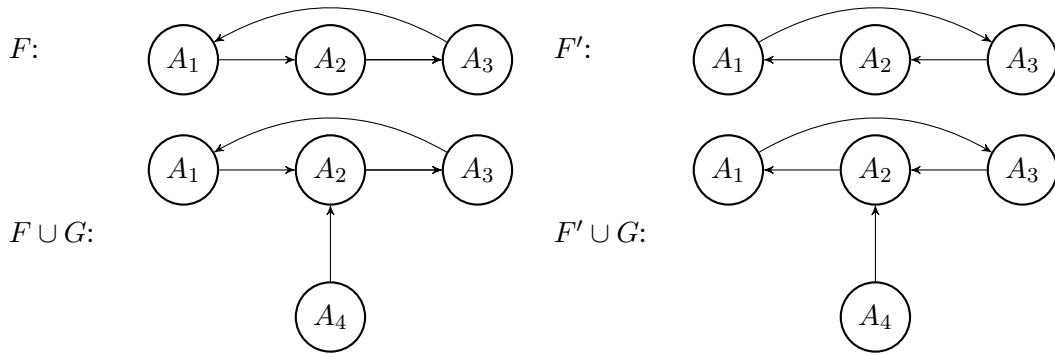 F: A₁ A₂ A₃ F′: A₁ A₂ A₃
A₁ A₂ A₃ A₁ A₂ A₃
F ∪ G: F′ ∪ G:
A₄ A₄